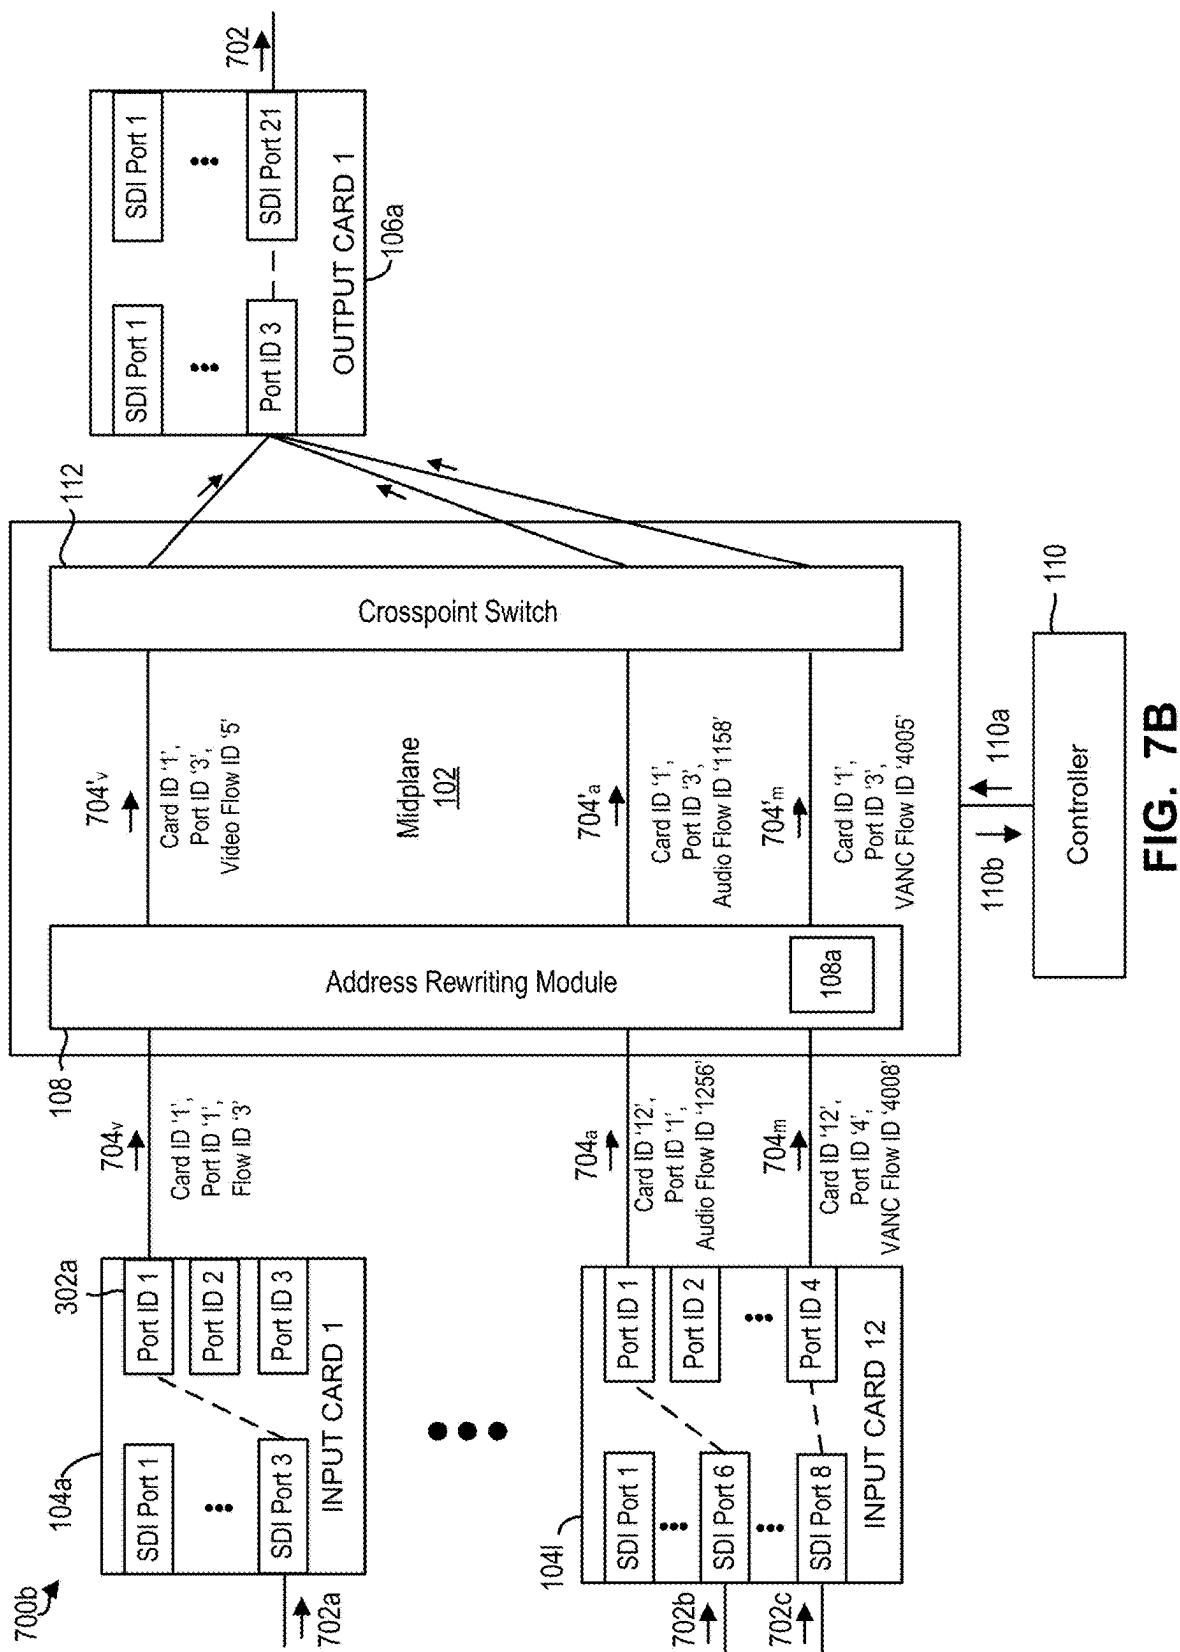 700b
104a
SDI Port 1
•••
SDI Port 3
702a
Port ID 1
Port ID 2
Port ID 3
302a
INPUT CARD 1
•••
104l
SDI Port 1
•••
SDI Port 6
•••
SDI Port 8
702b
702c
Port ID 1
Port ID 2
•••
Port ID 4
INPUT CARD 12
704v
Card ID '1',
Port ID '1',
Flow ID '3'
704a
Card ID '12',
Port ID '1',
Audio Flow ID '1256'
704m
Card ID '12',
Port ID '4',
VANC Flow ID '4008'
108
Address Rewriting Module
108a
704'v
Card ID '1',
Port ID '3',
Video Flow ID '5'
Midplane
102
704'a
Card ID '1',
Port ID '3',
Audio Flow ID '1158'
704'm
Card ID '1',
Port ID '3',
VANC Flow ID '4005'
Crosspoint Switch
112
110b
110a
Controller
110
SDI Port 1
•••
Port ID 3
SDI Port 1
•••
SDI Port 21
OUTPUT CARD 1
106a
702
FIG. 7B